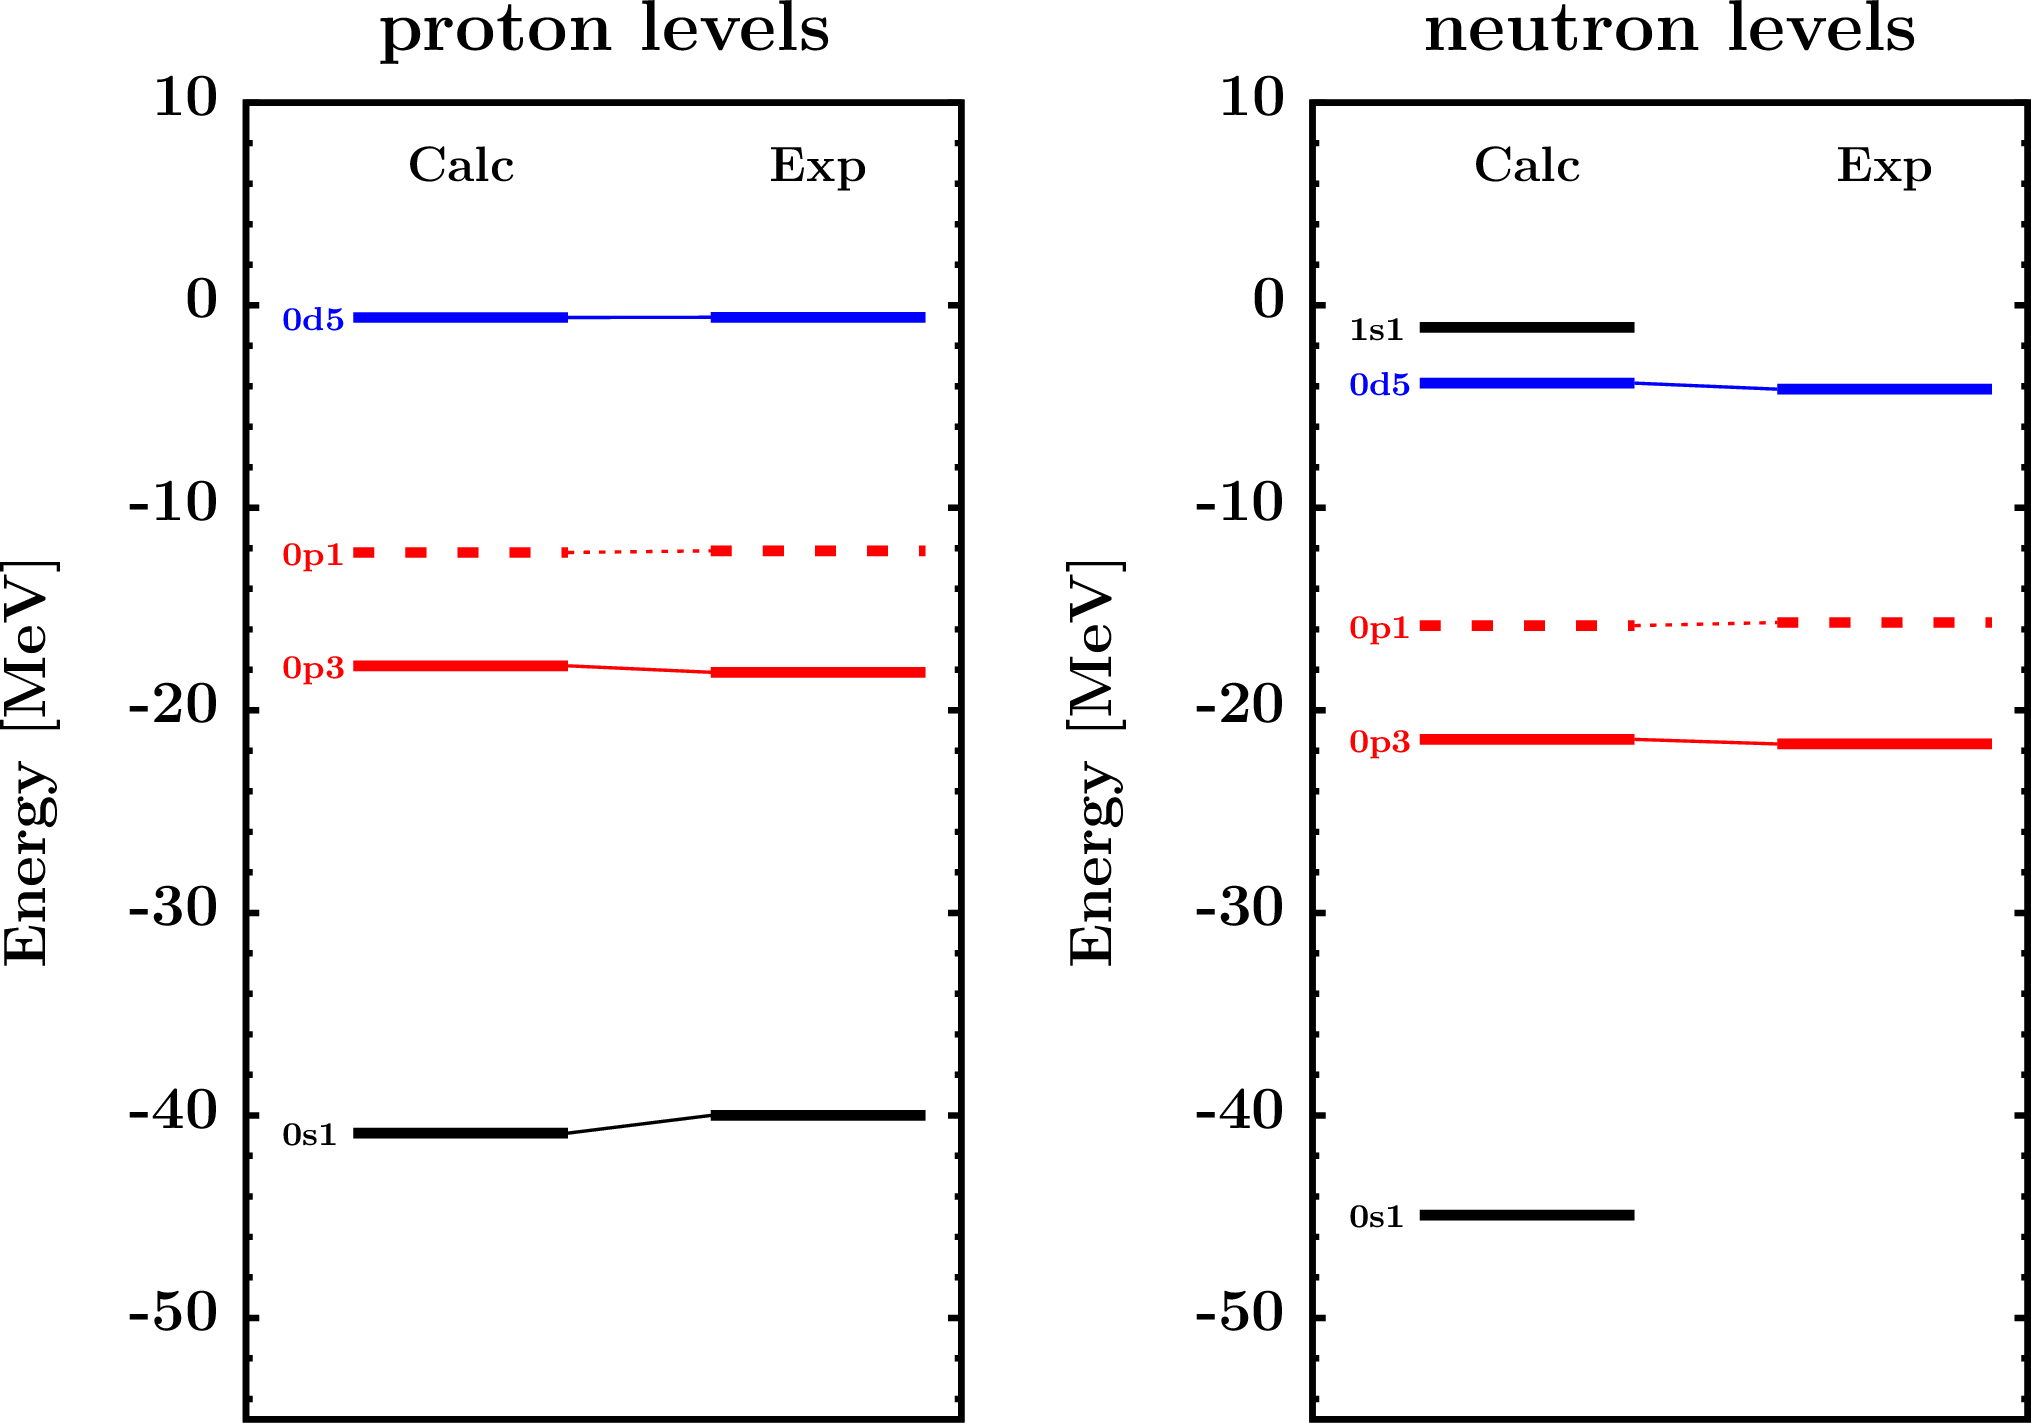 proton levels
10
Calc Exp
0
0d5
-10
0p1
0p3
-20
-30
-40
0s1
-50
Energy [MeV]
neutron levels
10
Calc Exp
0
1s1
0d5
-10
0p1
-20
0p3
-30
-40
0s1
-50
Energy [MeV]